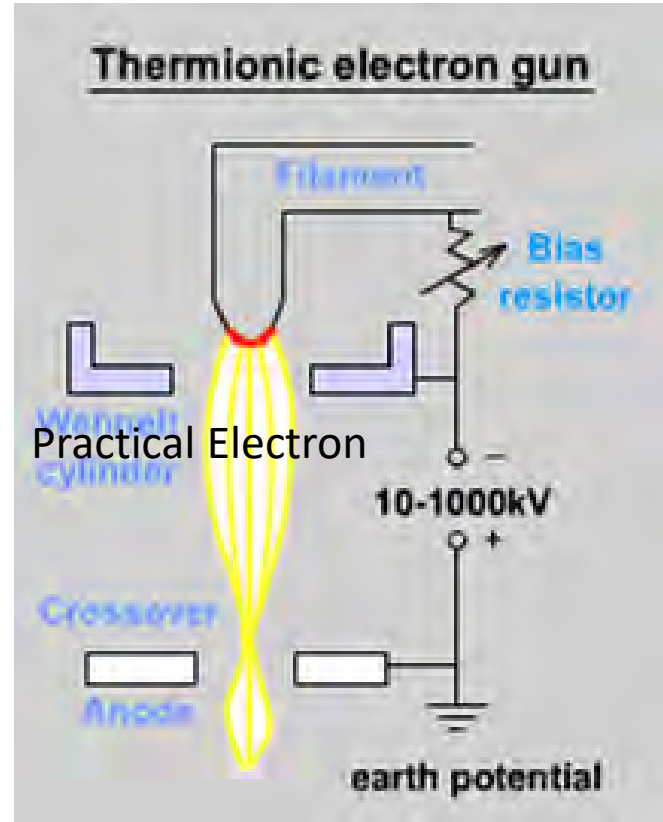 Thermionic electron gun
Filament
Bias
resistor
Wehnelt
Practical Electron
cylinder
−
10-1000kV
+
Crossover
Anode
earth potential